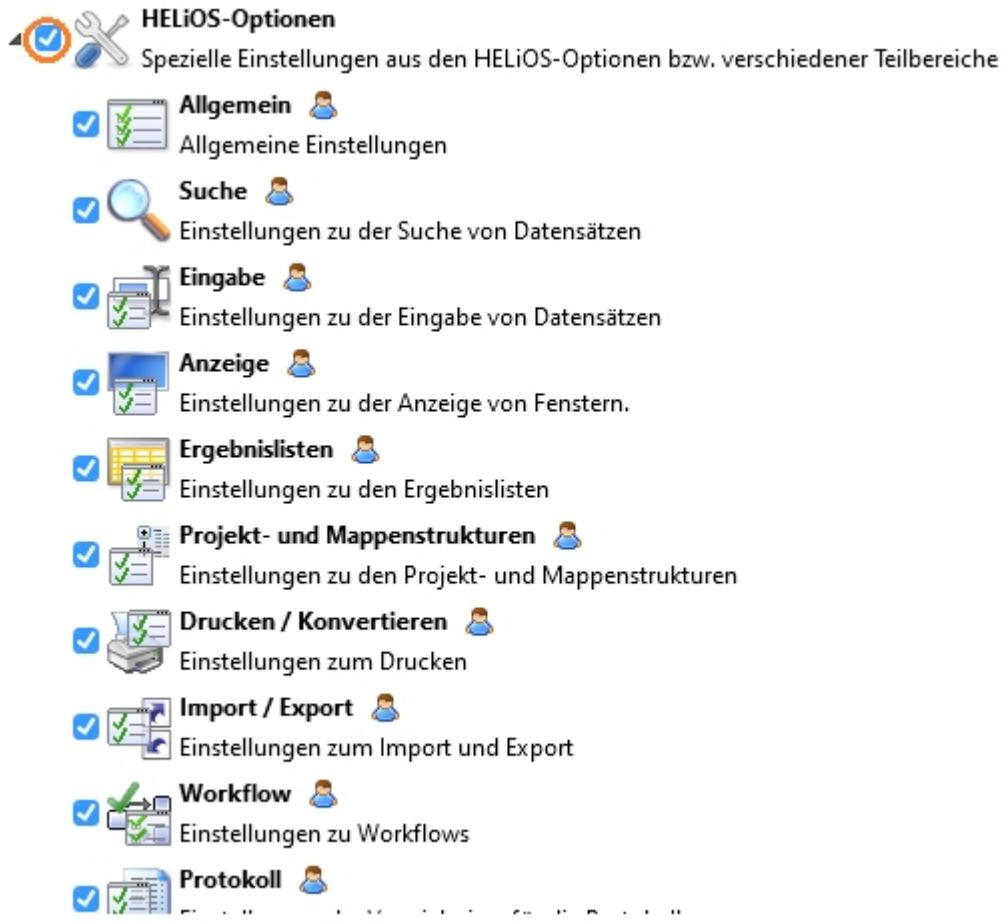 HELiOS-Optionen
Spezielle Einstellungen aus den HELiOS-Optionen bzw. verschiedener Teilbereiche
Allgemein
Allgemeine Einstellungen
Suche
Einstellungen zu der Suche von Datensätzen
Eingabe
Einstellungen zu der Eingabe von Datensätzen
Anzeige
Einstellungen zu der Anzeige von Fenstern.
Ergebnislisten
Einstellungen zu den Ergebnislisten
Projekt- und Mappenstrukturen
Einstellungen zu den Projekt- und Mappenstrukturen
Drucken / Konvertieren
Einstellungen zum Drucken
Import / Export
Einstellungen zum Import und Export
Workflow
Einstellungen zu Workflows
Protokoll